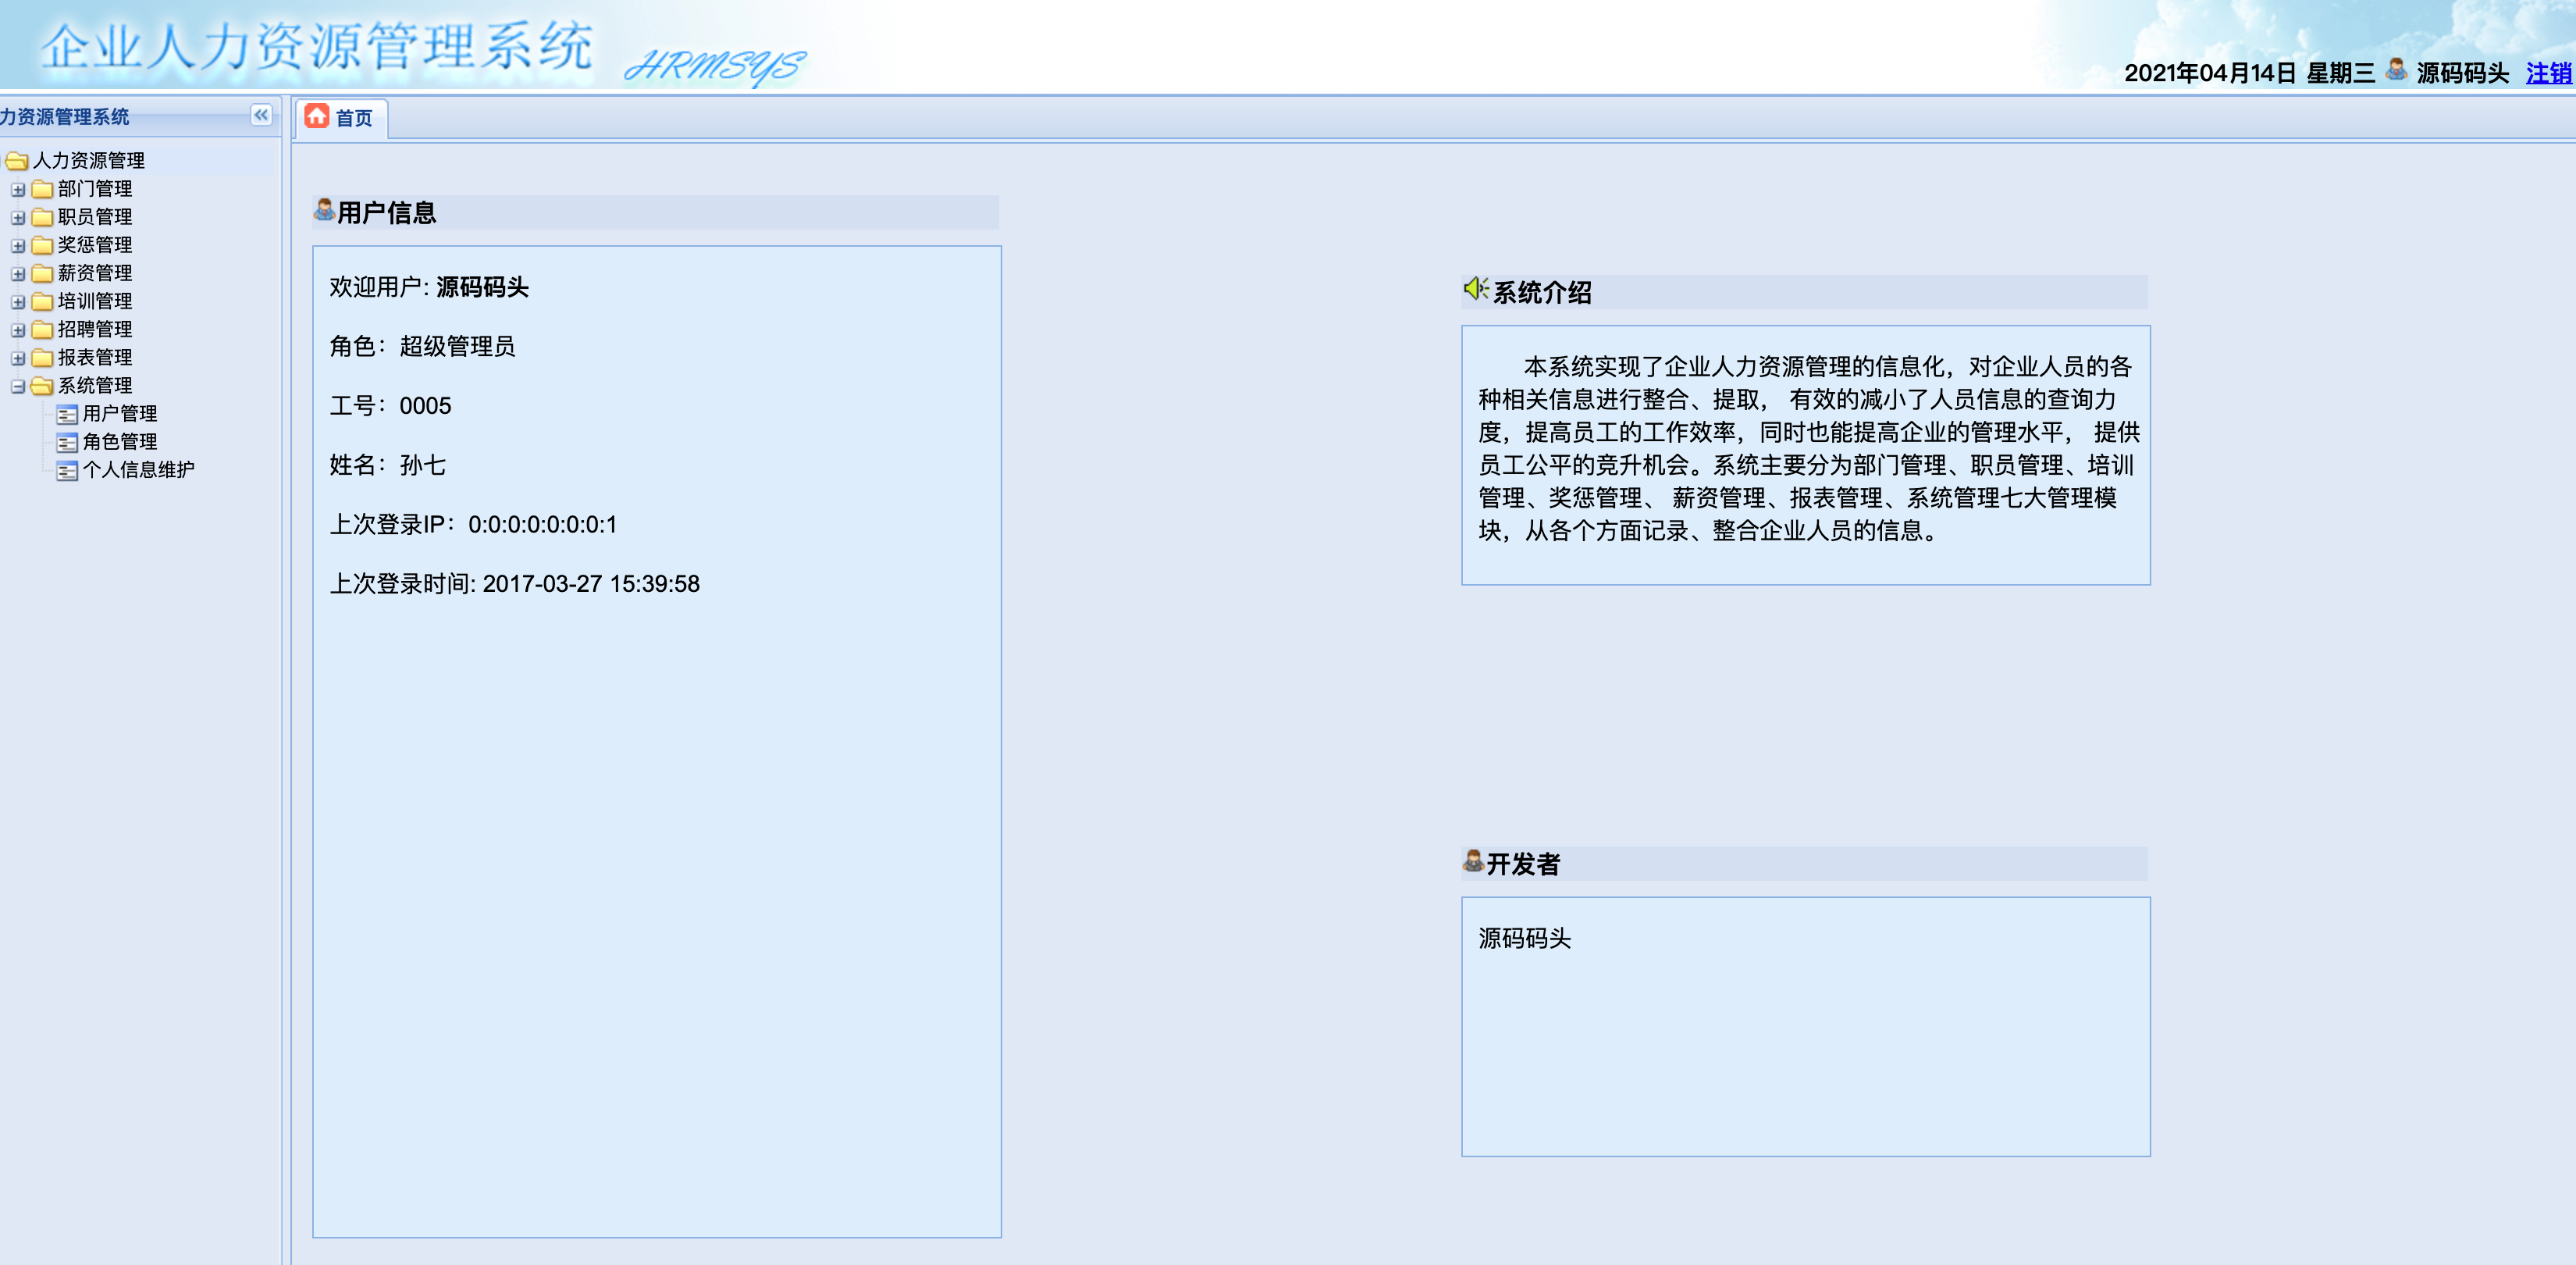 企业人力资源管理系统 HRMSYS
2021年04月14日 星期三 源码码头 注销
力资源管理系统
首页
人力资源管理
部门管理
职员管理
奖惩管理
薪资管理
培训管理
招聘管理
报表管理
系统管理
用户管理
角色管理
个人信息维护
用户信息
欢迎用户: 源码码头
角色：超级管理员
工号：0005
姓名：孙七
上次登录IP：0:0:0:0:0:0:0:1
上次登录时间: 2017-03-27 15:39:58
系统介绍
本系统实现了企业人力资源管理的信息化，对企业人员的各
种相关信息进行整合、提取， 有效的减小了人员信息的查询力
度，提高员工的工作效率，同时也能提高企业的管理水平， 提供
员工公平的竞升机会。系统主要分为部门管理、职员管理、培训
管理、奖惩管理、 薪资管理、报表管理、系统管理七大管理模
块，从各个方面记录、整合企业人员的信息。
开发者
源码码头